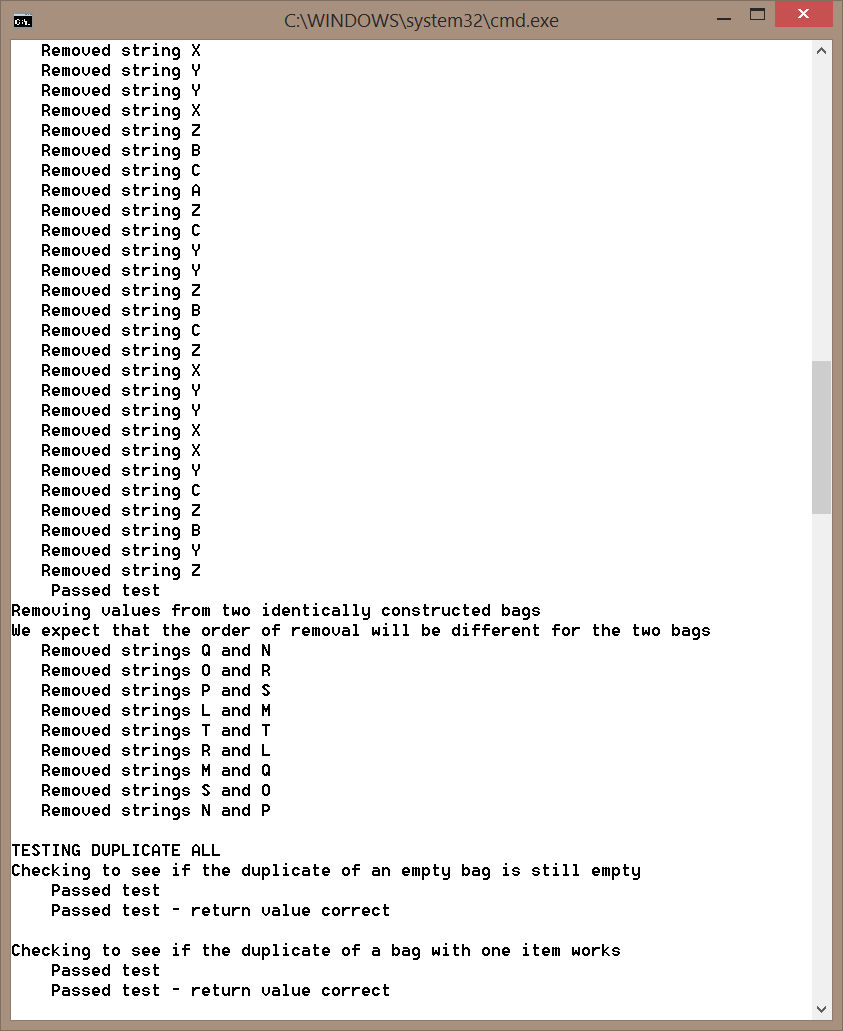 C:\WINDOWS\system32\cmd.exe
Removed string X
Removed string Y
Removed string Y
Removed string X
Removed string Z
Removed string B
Removed string C
Removed string A
Removed string Z
Removed string C
Removed string Y
Removed string Y
Removed string Z
Removed string B
Removed string C
Removed string Z
Removed string X
Removed string Y
Removed string Y
Removed string X
Removed string X
Removed string Y
Removed string C
Removed string Z
Removed string B
Removed string Y
Removed string Z
Passed test
Removing values from two identically constructed bags
We expect that the order of removal will be different for the two bags
Removed strings Q and N
Removed strings O and R
Removed strings P and S
Removed strings L and M
Removed strings T and T
Removed strings R and L
Removed strings M and Q
Removed strings S and O
Removed strings N and P
TESTING DUPLICATE ALL
Checking to see if the duplicate of an empty bag is still empty
Passed test
Passed test - return value correct
Checking to see if the duplicate of a bag with one item works
Passed test
Passed test - return value correct